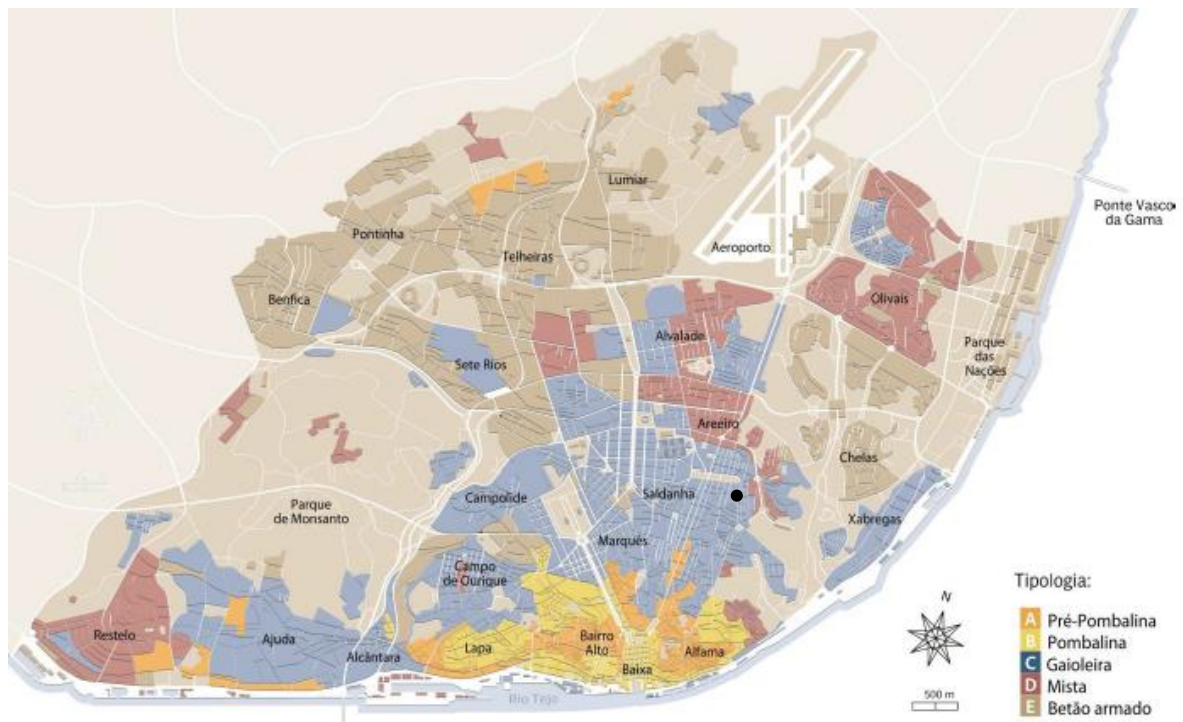 Lumiar
Ponte Vasco
da Gama
Pontinha
Aeroporto
Telheiras
Benfica
Olivais
Alvalade
Parque
das
Nações
Sete Rios
Areeiro
Chelas
Campolide
Saldanha
Parque
de Monsanto
Xabregas
Marquês
Campo
de Ourique
Restelo
Ajuda
Alcântara
Lapa
Bairro
Alto
Alfama
Baixa
Rio Tejo
N
500 m
Tipologia:
A Pré-Pombalina
B Pombalina
C Gaioleira
D Mista
E Betão armado